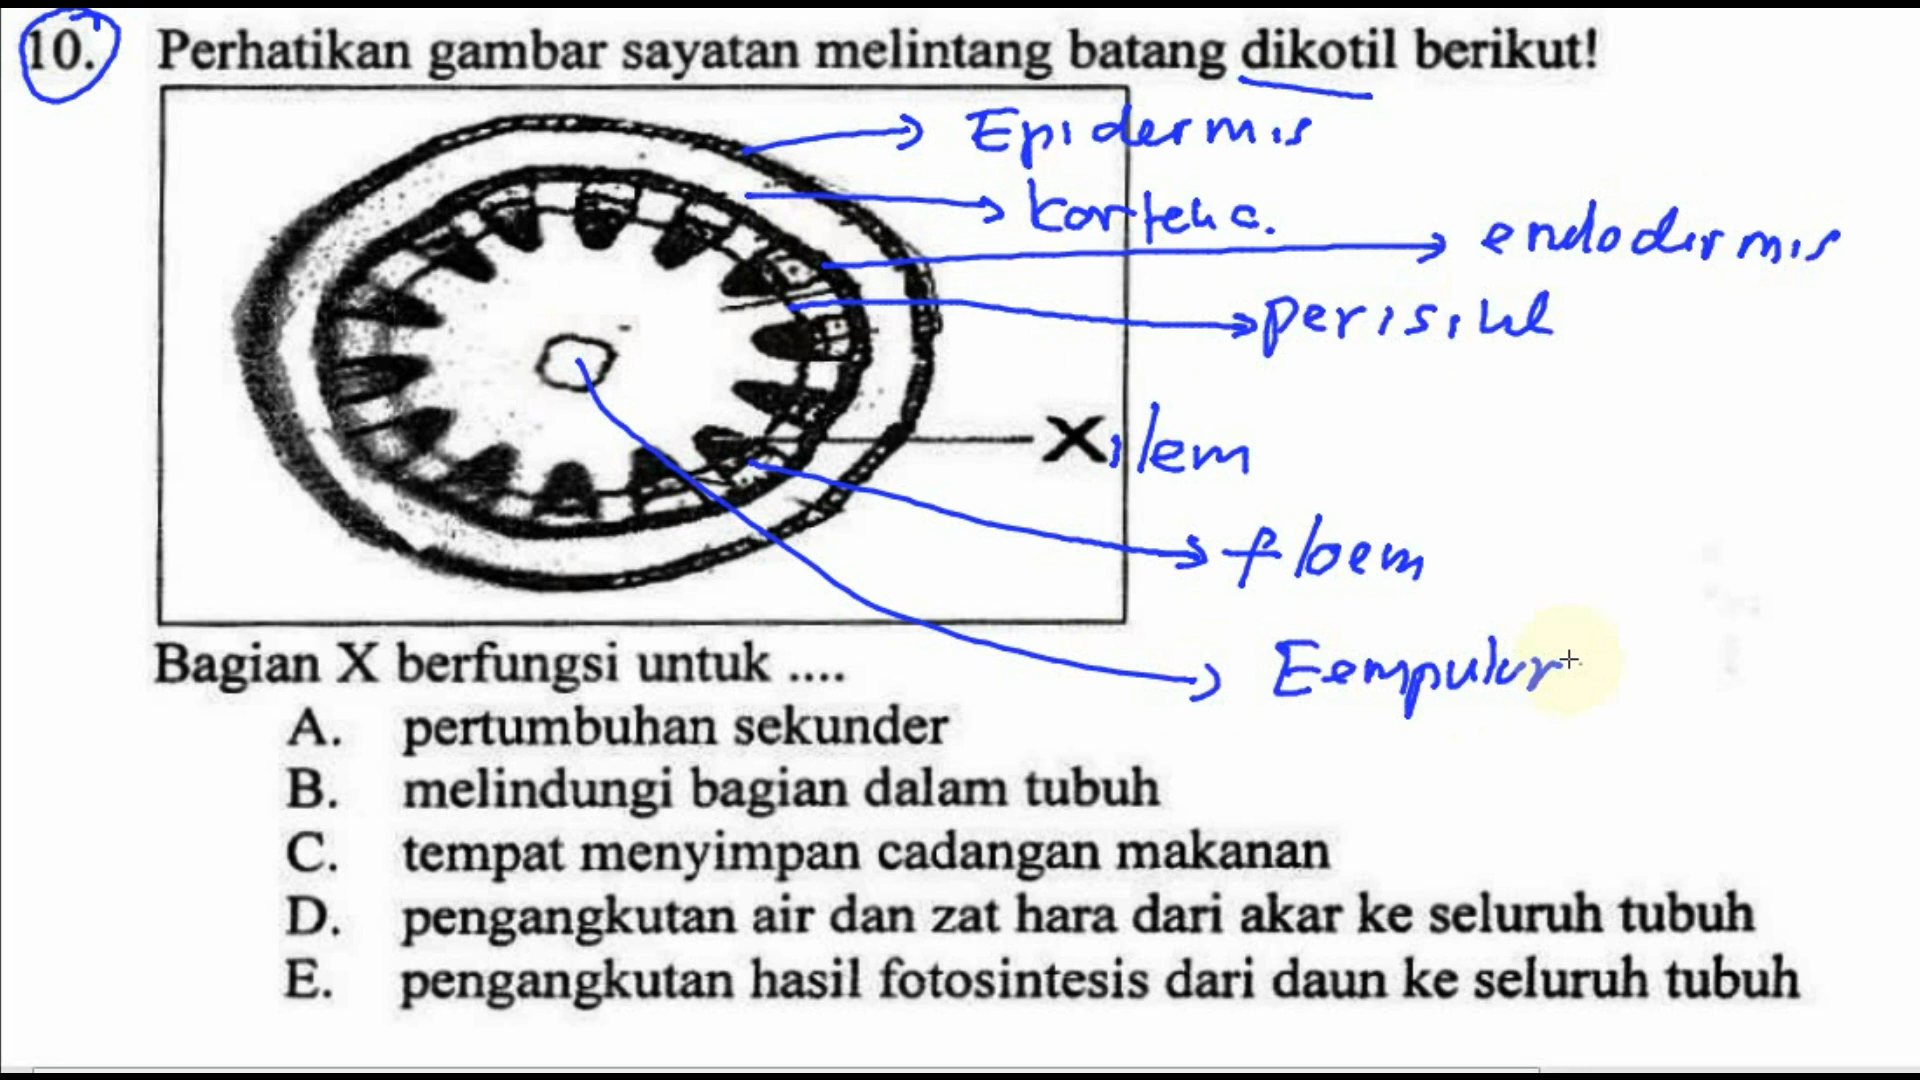 10. Perhatikan gambar sayatan melintang batang dikotil berikut!
Epidermis
korteks.
endodermis
perisikl
Xilem
floem
Eempulur
Bagian X berfungsi untuk ....
A. pertumbuhan sekunder
B. melindungi bagian dalam tubuh
C. tempat menyimpan cadangan makanan
D. pengangkutan air dan zat hara dari akar ke seluruh tubuh
E. pengangkutan hasil fotosintesis dari daun ke seluruh tubuh